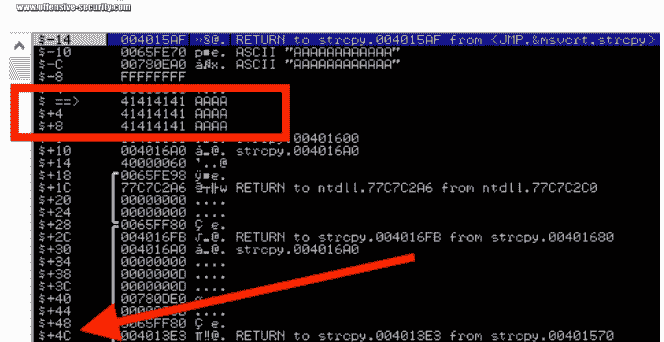 www.offensive-security.com
$-14 004015AF »§@. RETURN to strcpy.004015AF from <JMP.&msvcrt.strcpy>
$-10 0065FE70 ASCII "AAAAAAAAAAAA"
$-C 00780EA0 ASCII "AAAAAAAAAAAA"
$-8 FFFFFFFF
$ ==> 41414141 AAAA
$+4 41414141 AAAA
$+8 41414141 AAAA
strcpy.00401600
$+10 004016A0 strcpy.004016A0
$+14 40000060 '..@
$+18 0065FE98
$+1C 77C7C2A6 RETURN to ntdll.77C7C2A6 from ntdll.77C7C2C0
$+20 00000000 ....
$+24 00000000 ....
$+28 0065FF80 Ç e.
$+2C 004016FB RETURN to strcpy.004016FB from strcpy.00401680
$+30 004016A0 strcpy.004016A0
$+34 00000000 ....
$+38 0000000D ....
$+3C 0000000D ....
$+40 00780DE0
$+44
$+48 0065FF80 Ç e.
$+4C 004013E3 RETURN to strcpy.004013E3 from strcpy.00401570